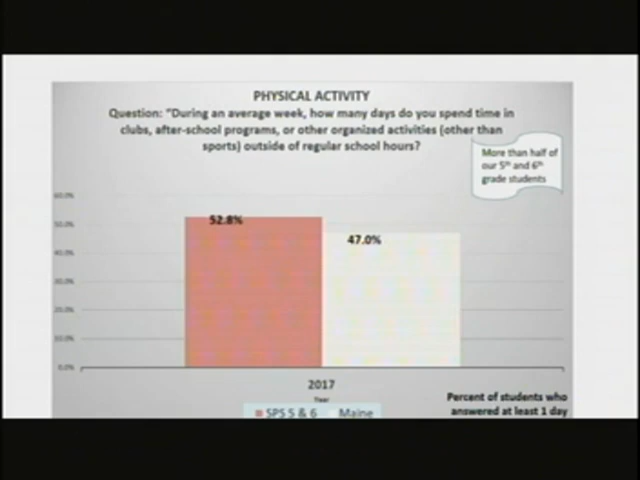 PHYSICAL ACTIVITY
Question: "During an average week, how many days do you spend time in
clubs, after-school programs, or other organized activities (other than
sports) outside of regular school hours?
More than half of
our 5th and 6th
grade students
60.0%
50.0%
40.0%
30.0%
20.0%
10.0%
0.0%
52.8%
47.0%
2017
Year
SPS 5 & 6 Maine
Percent of students who
answered at least 1 day